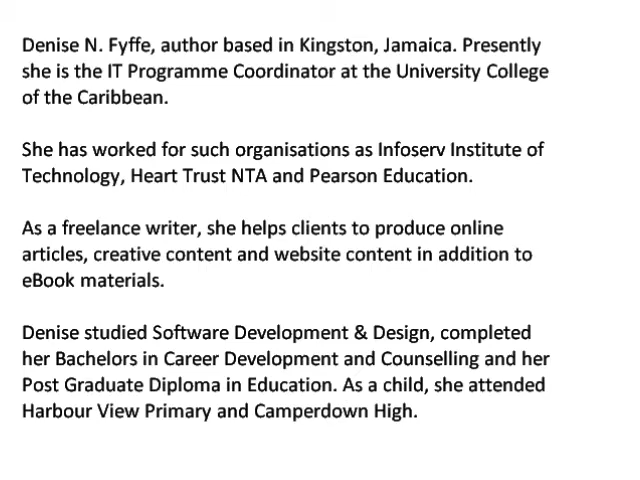 Denise N. Fyffe, author based in Kingston, Jamaica. Presently
she is the IT Programme Coordinator at the University College
of the Caribbean.
She has worked for such organisations as Infoserv Institute of
Technology, Heart Trust NTA and Pearson Education.
As a freelance writer, she helps clients to produce online
articles, creative content and website content in addition to
eBook materials.
Denise studied Software Development & Design, completed
her Bachelors in Career Development and Counselling and her
Post Graduate Diploma in Education. As a child, she attended
Harbour View Primary and Camperdown High.